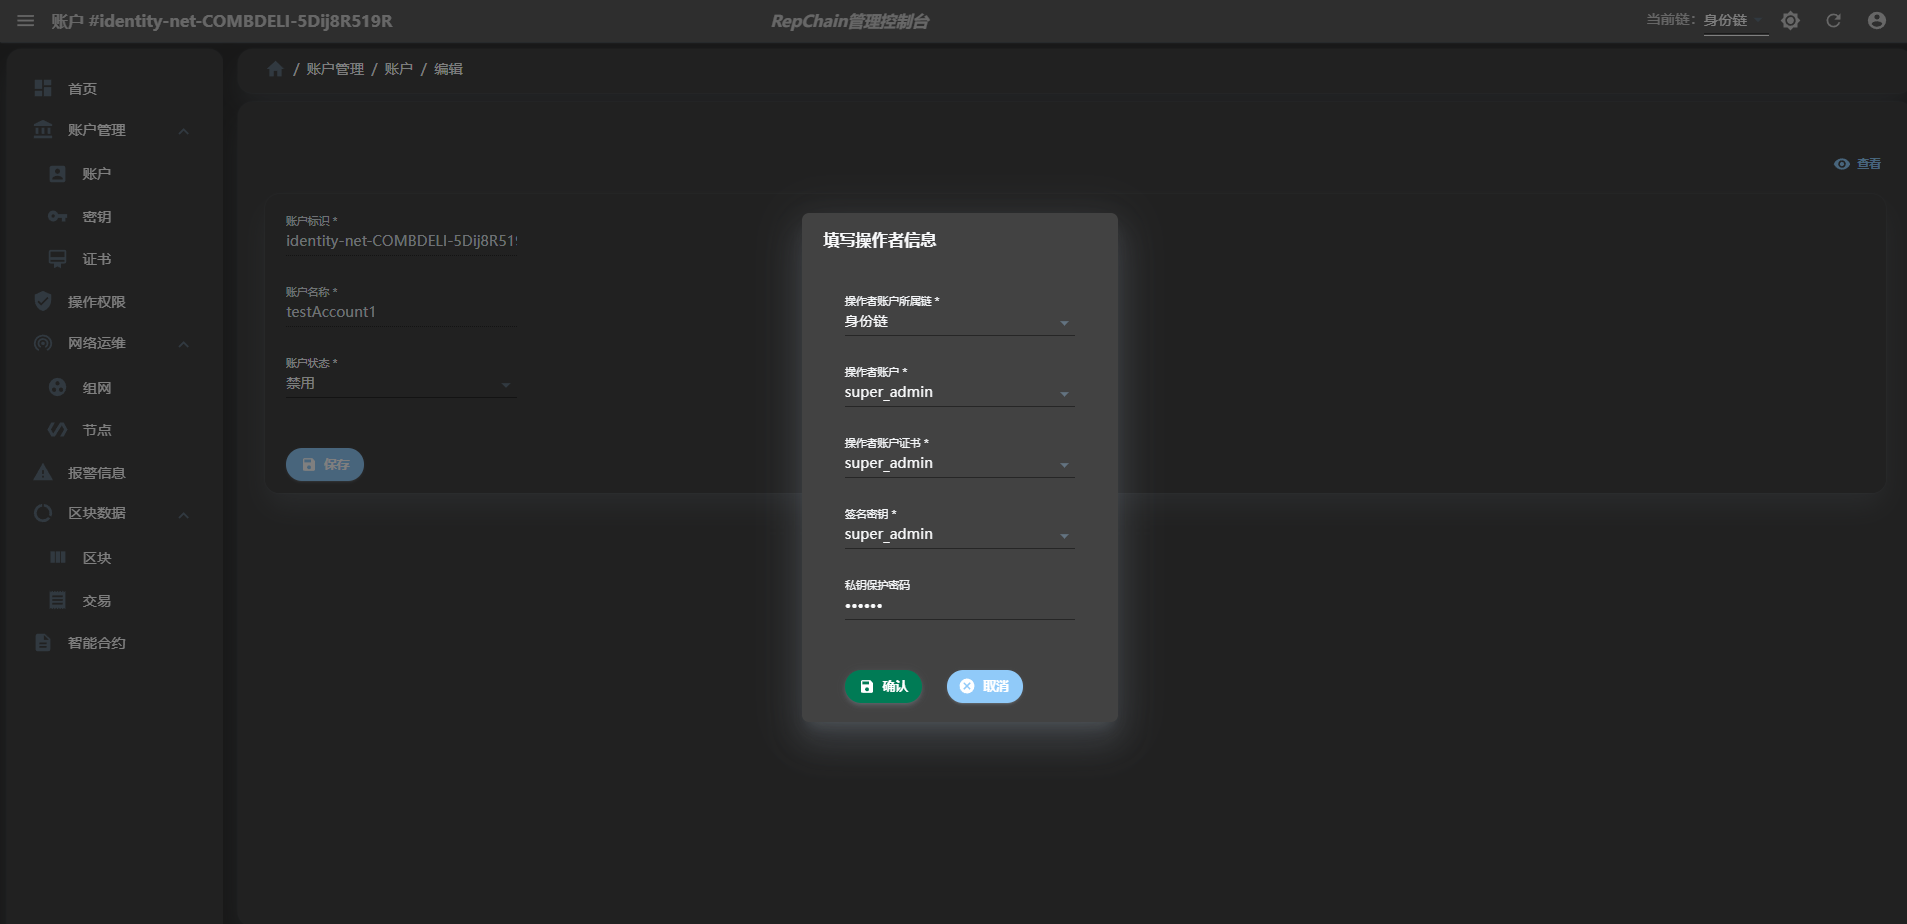 账户 #identity-net-COMBDELI-5Dij8R519R
RepChain管理控制台
当前链: 身份链
首页
账户管理
账户
密钥
证书
操作权限
网络运维
组网
节点
报警信息
区块数据
区块
交易
智能合约
/ 账户管理 / 账户 / 编辑
查看
账户标识 *
identity-net-COMBDELI-5Dij8R519
账户名称 *
testAccount1
账户状态 *
禁用
保存
填写操作者信息
操作者账户所属链 *
身份链
操作者账户 *
super_admin
操作者账户证书 *
super_admin
签名密钥 *
super_admin
私钥保护密码
••••••
确认
取消